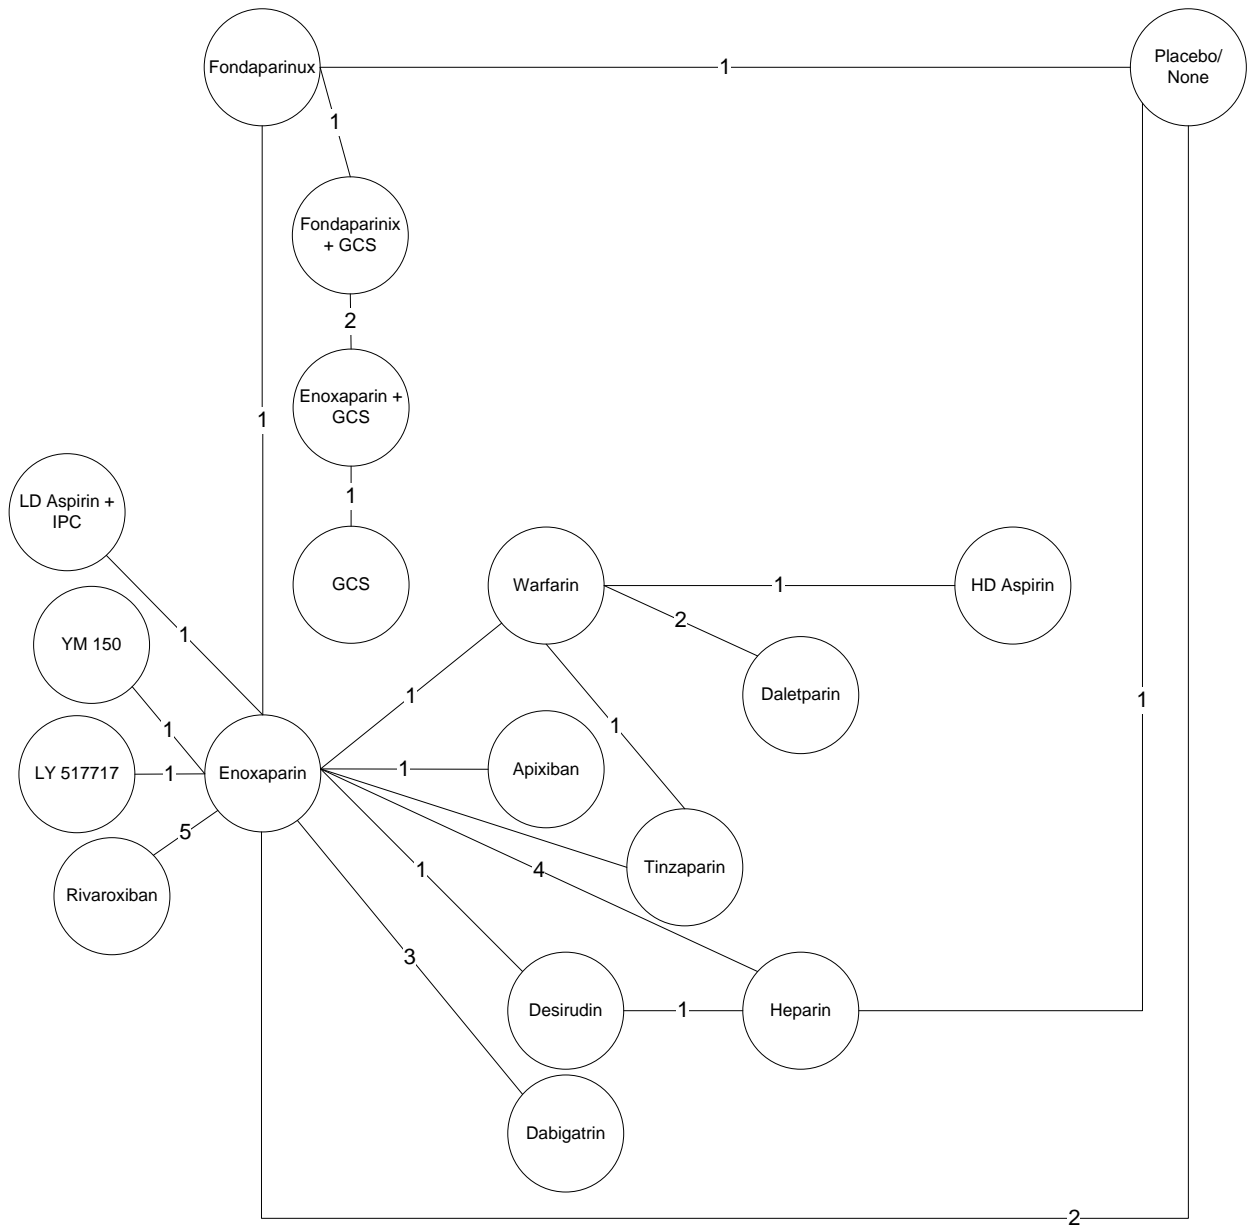 Fondaparinux
1
Placebo/
None
1
Fondaparinix
+ GCS
2
Enoxaparin +
GCS
1
1
LD Aspirin +
IPC
GCS
Warfarin
1
HD Aspirin
2
YM 150
1
Daletparin
1
1
1
1
LY 517717
1
Enoxaparin
1
Apixiban
5
4
1
Tinzaparin
Rivaroxiban
3
Desirudin
1
Heparin
Dabigatrin
2